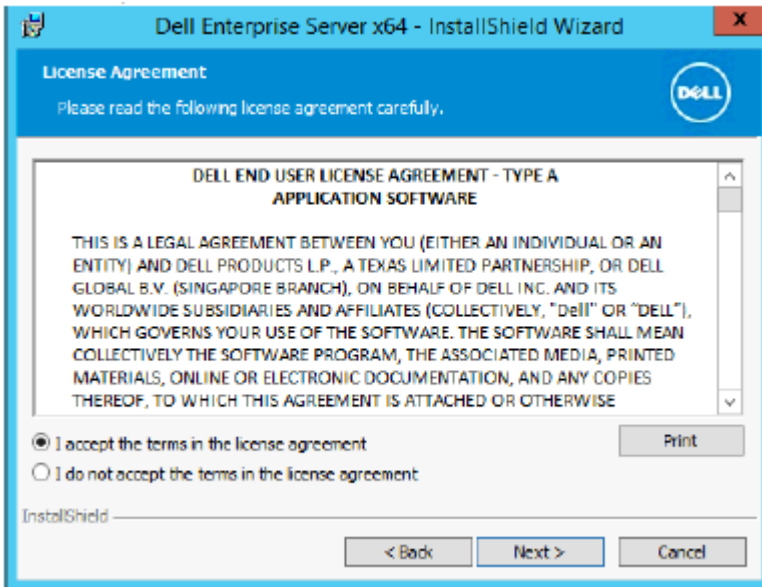 Dell Enterprise Server x64 - InstallShield Wizard
x
License Agreement
Please read the following license agreement carefully.
DELL
DELL END USER LICENSE AGREEMENT - TYPE A
APPLICATION SOFTWARE
THIS IS A LEGAL AGREEMENT BETWEEN YOU (EITHER AN INDIVIDUAL OR AN
ENTITY) AND DELL PRODUCTS L.P., A TEXAS LIMITED PARTNERSHIP, OR DELL
GLOBAL B.V. (SINGAPORE BRANCH), ON BEHALF OF DELL INC. AND ITS
WORLDWIDE SUBSIDIARIES AND AFFILIATES (COLLECTIVELY, "Dell" OR “DELL”),
WHICH GOVERNS YOUR USE OF THE SOFTWARE. THE SOFTWARE SHALL MEAN
COLLECTIVELY THE SOFTWARE PROGRAM, THE ASSOCIATED MEDIA, PRINTED
MATERIALS, ONLINE OR ELECTRONIC DOCUMENTATION, AND ANY COPIES
THEREOF, TO WHICH THIS AGREEMENT IS ATTACHED OR OTHERWISE
I accept the terms in the license agreement
Print
I do not accept the terms in the license agreement
InstallShield
< Back Next > Cancel